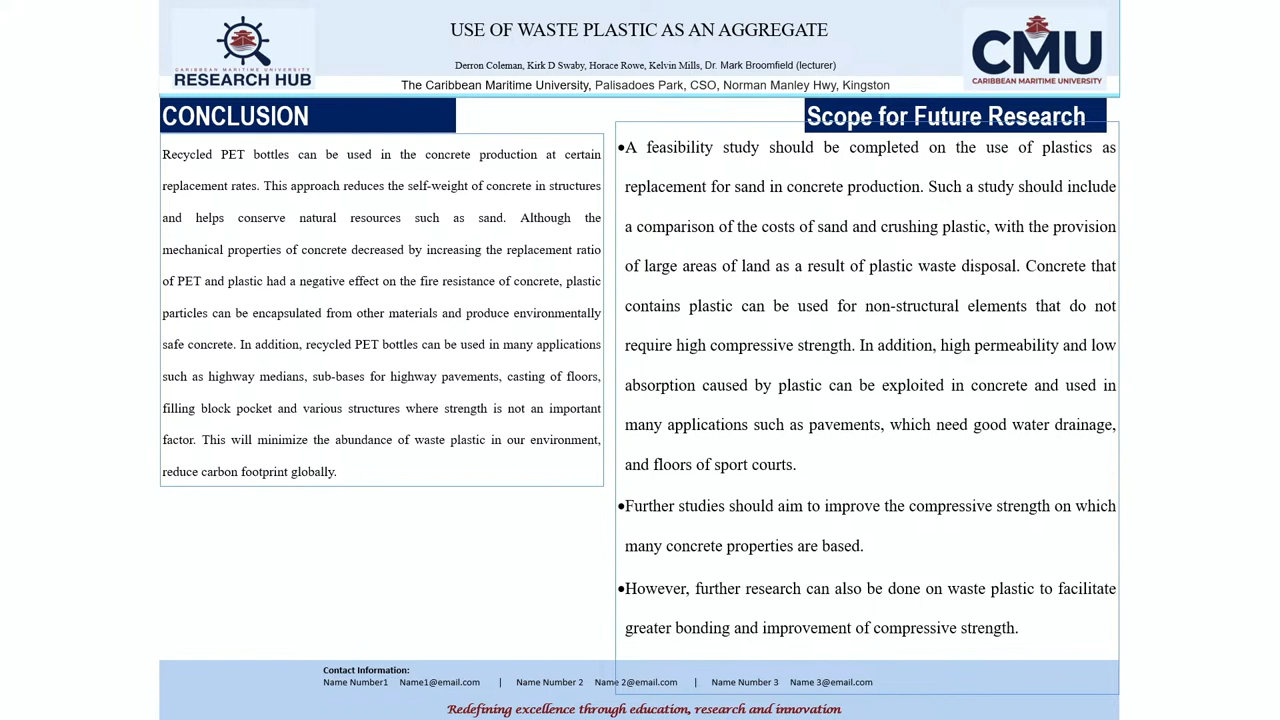 USE OF WASTE PLASTIC AS AN AGGREGATE
CARIBBEAN MARITIME UNIVERSITY
RESEARCH HUB
CMU
CARIBBEAN MARITIME UNIVERSITY
Derron Coleman, Kirk D Swaby, Horace Rowe, Kelvin Mills, Dr. Mark Broomfield (lecturer)
The Caribbean Maritime University, Palisadoes Park, CSO, Norman Manley Hwy, Kingston
CONCLUSION
Recycled PET bottles can be used in the concrete production at certain
replacement rates. This approach reduces the self-weight of concrete in structures
and helps conserve natural resources such as sand. Although the
mechanical properties of concrete decreased by increasing the replacement ratio
of PET and plastic had a negative effect on the fire resistance of concrete, plastic
particles can be encapsulated from other materials and produce environmentally
safe concrete. In addition, recycled PET bottles can be used in many applications
such as highway medians, sub-bases for highway pavements, casting of floors,
filling block pocket and various structures where strength is not an important
factor. This will minimize the abundance of waste plastic in our environment,
reduce carbon footprint globally.
Scope for Future Research
•A feasibility study should be completed on the use of plastics as
replacement for sand in concrete production. Such a study should include
a comparison of the costs of sand and crushing plastic, with the provision
of large areas of land as a result of plastic waste disposal. Concrete that
contains plastic can be used for non-structural elements that do not
require high compressive strength. In addition, high permeability and low
absorption caused by plastic can be exploited in concrete and used in
many applications such as pavements, which need good water drainage,
and floors of sport courts.
•Further studies should aim to improve the compressive strength on which
many concrete properties are based.
•However, further research can also be done on waste plastic to facilitate
greater bonding and improvement of compressive strength.
Contact Information:
Name Number1 Name1@email.com | Name Number 2 Name 2@email.com | Name Number 3 Name 3@email.com
Redefining excellence through education, research and innovation